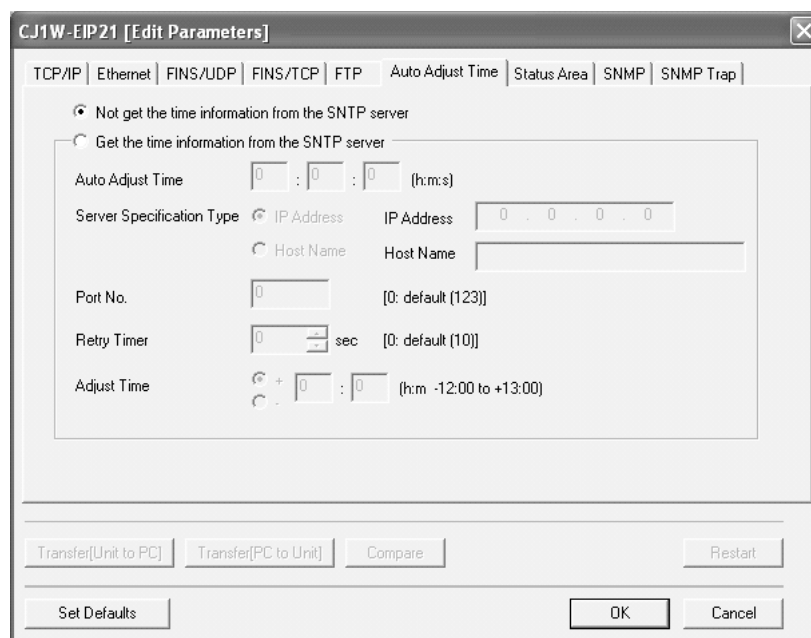 CJ1W-EIP21 [Edit Parameters]
TCP/IP Ethernet FINS/UDP FINS/TCP FTP Auto Adjust Time Status Area SNMP SNMP Trap
Not get the time information from the SNTP server
Get the time information from the SNTP server
Auto Adjust Time 0 : 0 : 0 (h:m:s)
Server Specification Type IP Address IP Address 0 . 0 . 0 . 0
Host Name Host Name
Port No. 0 [0: default (123)]
Retry Timer 0 sec [0: default (10)]
Adjust Time + 0 : 0 (h:m -12:00 to +13:00)
-
Transfer[Unit to PC] Transfer[PC to Unit] Compare Restart
Set Defaults OK Cancel